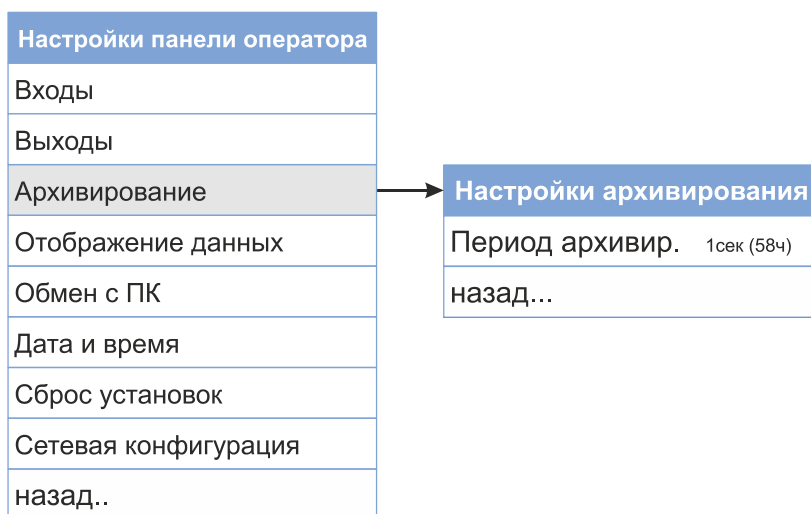 Настройки панели оператора
Входы
Выходы
Архивирование
Отображение данных
Обмен с ПК
Дата и время
Сброс установок
Сетевая конфигурация
назад..
Настройки архивирования
Период архивир. 1сек (58ч)
назад...